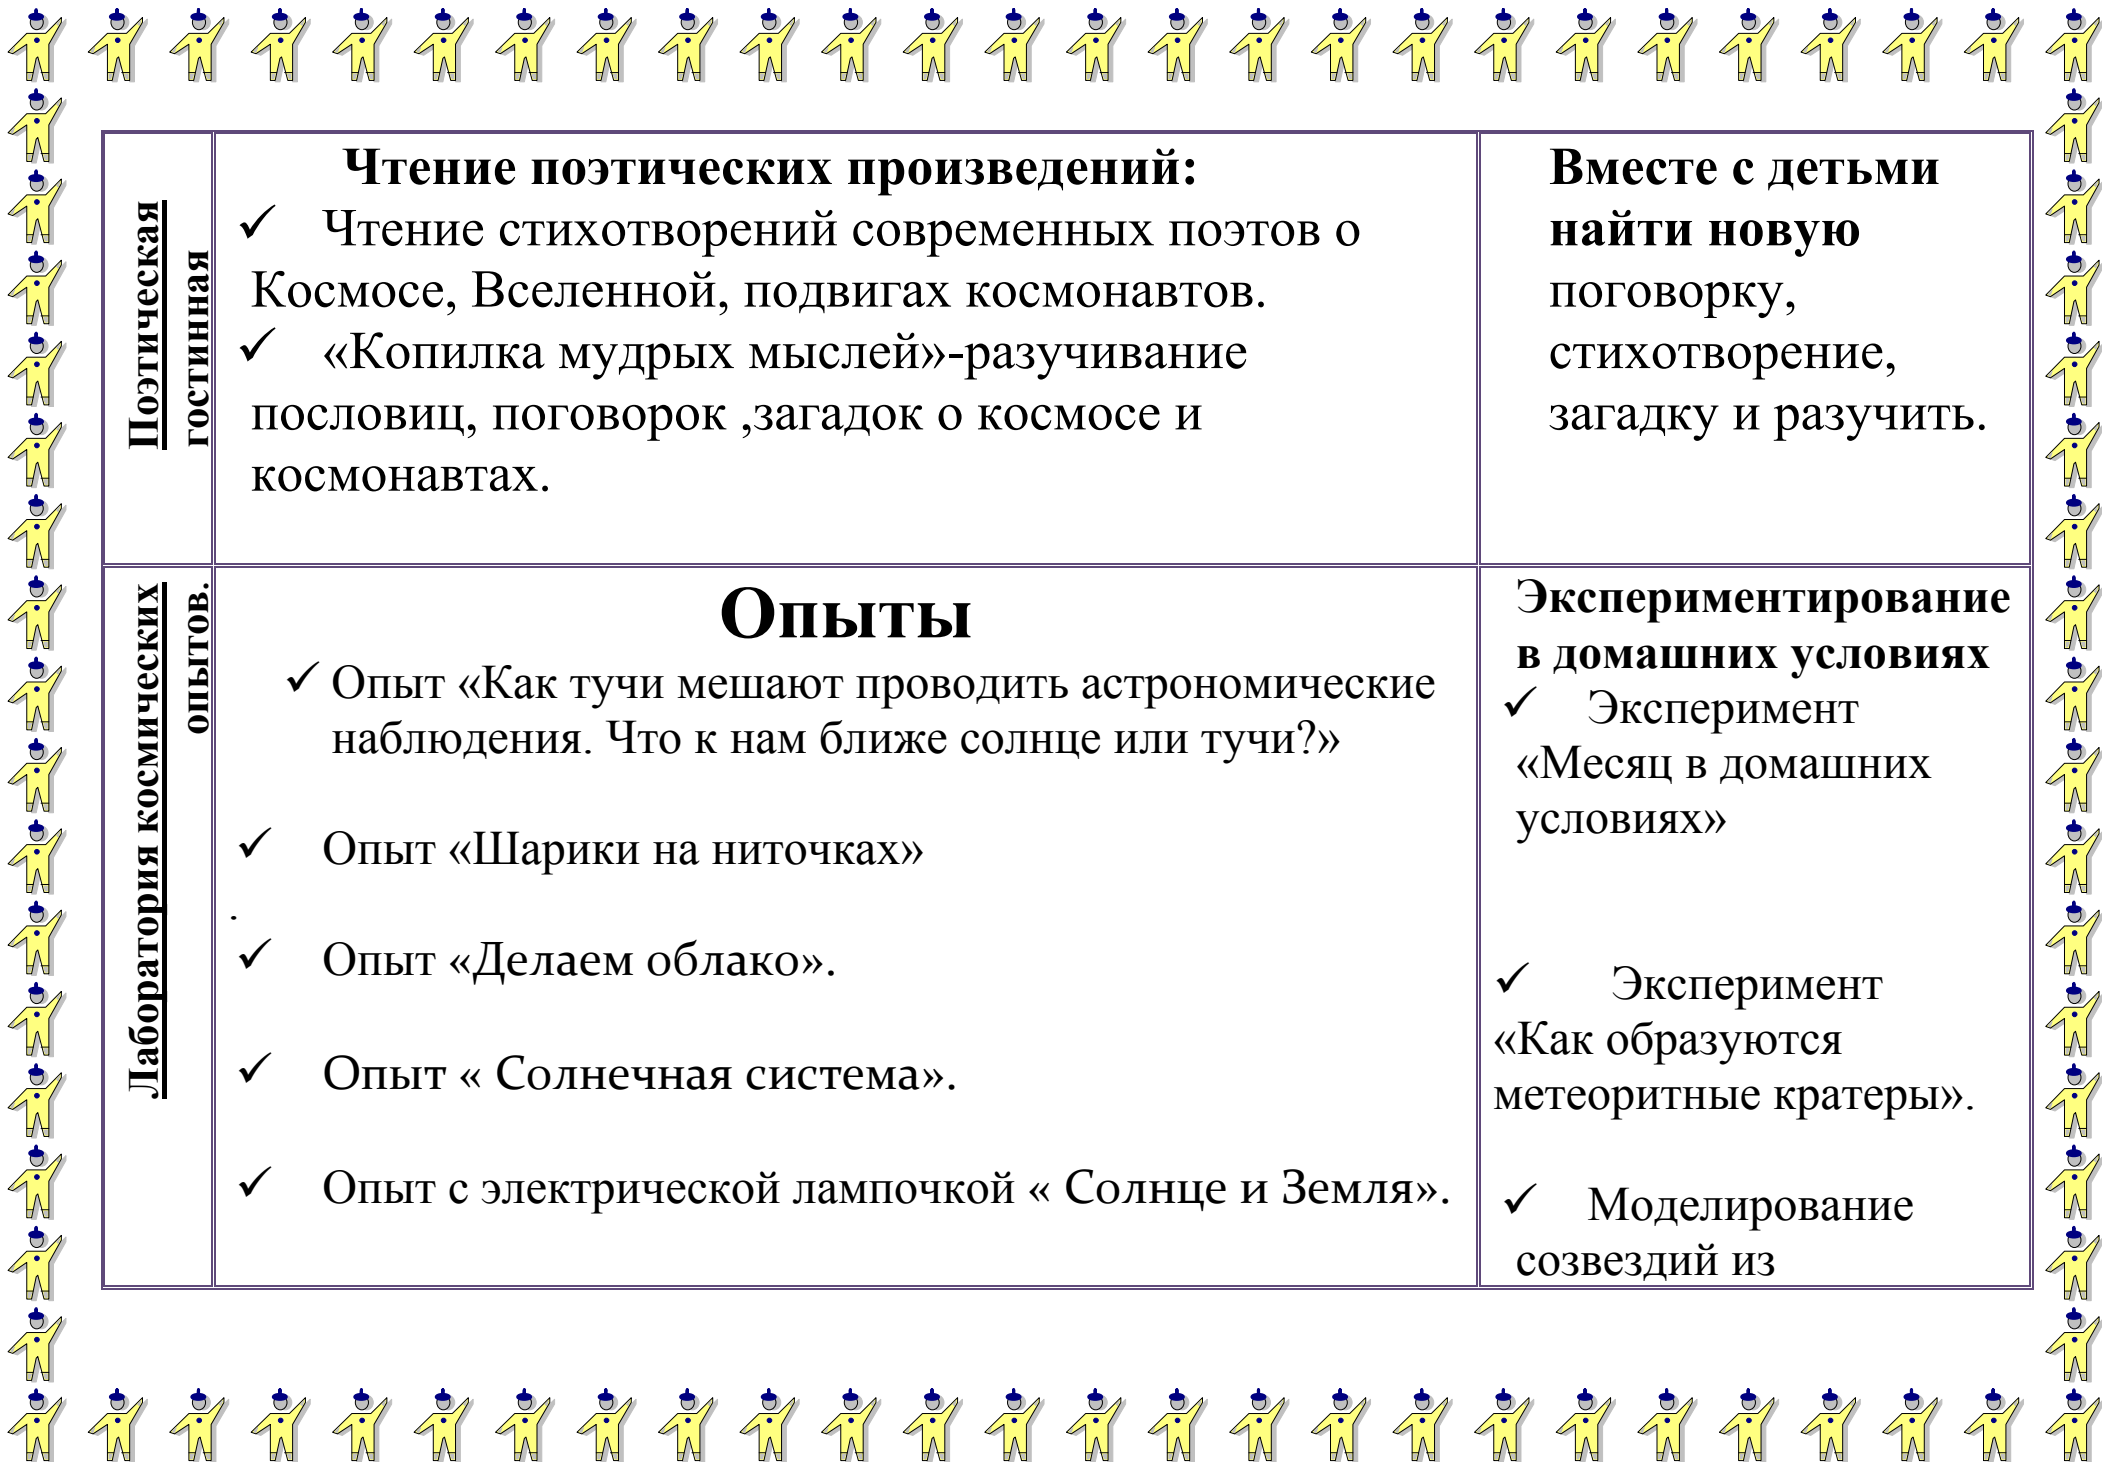 Поэтическая
гостинная
Чтение поэтических произведений:
✓ Чтение стихотворений современных поэтов о
Космосе, Вселенной, подвигах космонавтов.
✓ «Копилка мудрых мыслей»-разучивание
пословиц, поговорок ,загадок о космосе и
космонавтах.
Вместе с детьми
найти новую
поговорку,
стихотворение,
загадку и разучить.
Лаборатория космических
опытов.
Опыты
✓ Опыт «Как тучи мешают проводить астрономические
наблюдения. Что к нам ближе солнце или тучи?»
✓ Опыт «Шарики на ниточках»
.
✓ Опыт «Делаем облако».
✓ Опыт « Солнечная система».
✓ Опыт с электрической лампочкой « Солнце и Земля».
Экспериментирование
в домашних условиях
✓ Эксперимент
«Месяц в домашних
условиях»
✓ Эксперимент
«Как образуются
метеоритные кратеры».
✓ Моделирование
созвездий из